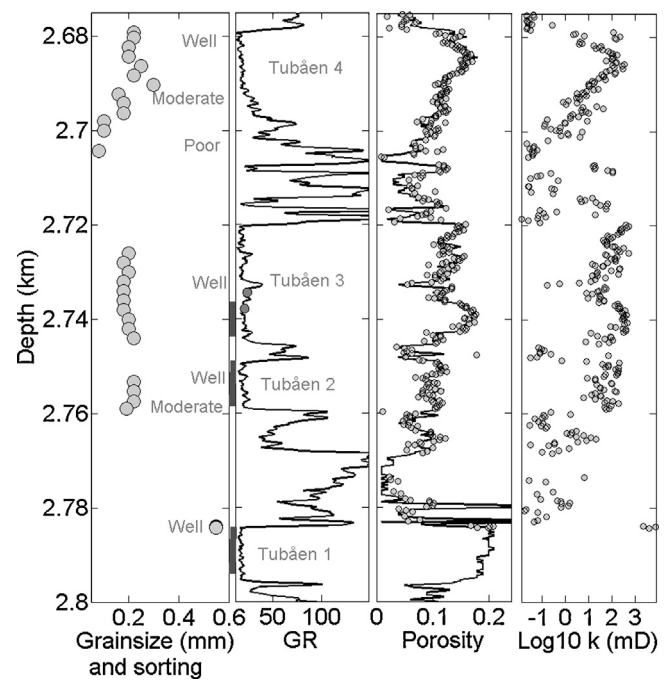 2.68
2.7
2.720
2.74
2.76
2.78
2.8
Depth (km)
Well
Moderate
Poor
Well
Well
Moderate
Well
Tubåen 4
Tubåen 3
Tubåen 2
Tubåen 1
0.2 0.4 0.6
6 50 100
0 0.1 0.2
-1 0 1 2 3
Grainsize (mm)
and sorting
GR
Porosity
Log10 k (mD)